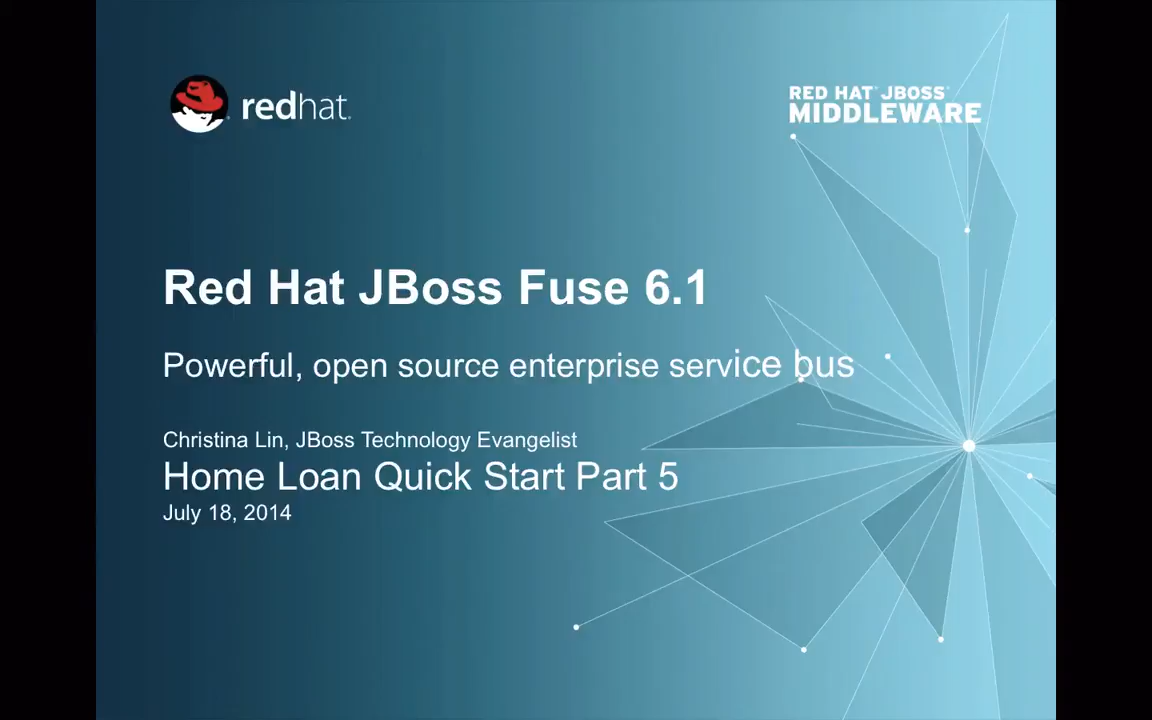 redhat.
RED HAT JBOSS
MIDDLEWARE
Red Hat JBoss Fuse 6.1
Powerful, open source enterprise service bus
Christina Lin, JBoss Technology Evangelist
Home Loan Quick Start Part 5
July 18, 2014